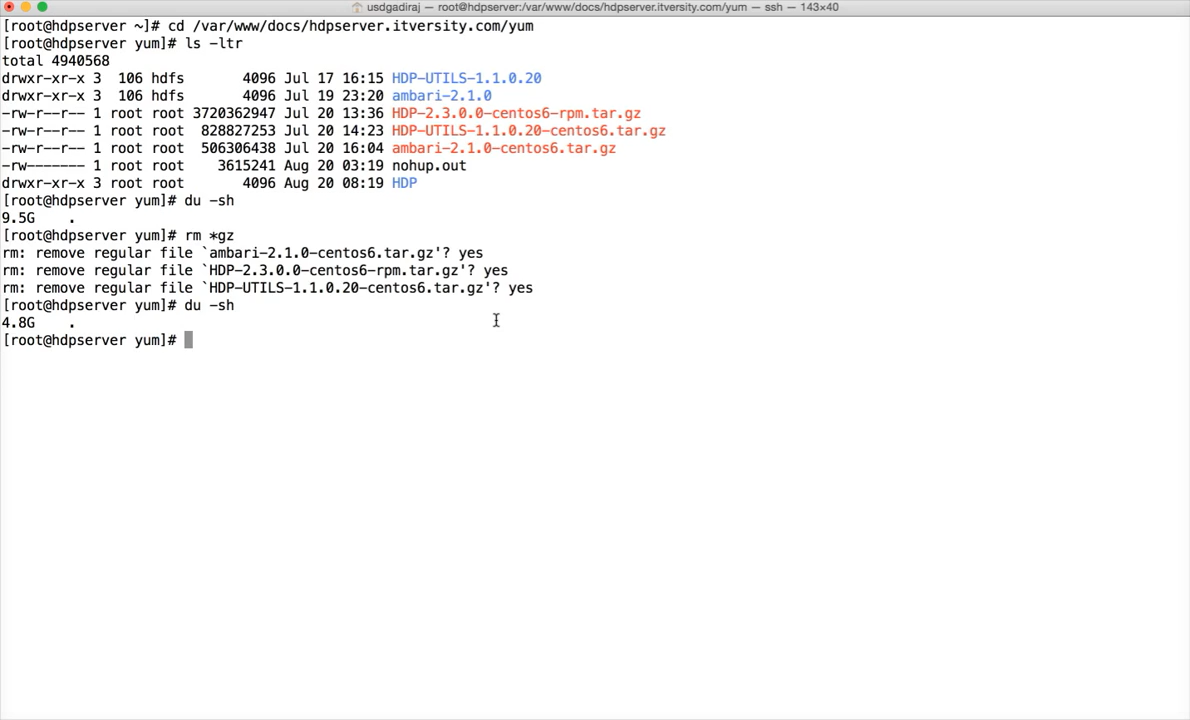 usdgadiraj — root@hdpserver:/var/www/docs/hdpserver.itversity.com/yum — ssh — 143×40
[root@hdpserver ~]# cd /var/www/docs/hdpserver.itversity.com/yum
[root@hdpserver yum]# ls -ltr
total 4940568
drwxr-xr-x 3  106 hdfs       4096 Jul 17 16:15 HDP-UTILS-1.1.0.20
drwxr-xr-x 3  106 hdfs       4096 Jul 19 23:20 ambari-2.1.0
-rw-r--r-- 1 root root 3720362947 Jul 20 13:36 HDP-2.3.0.0-centos6-rpm.tar.gz
-rw-r--r-- 1 root root  828827253 Jul 20 14:23 HDP-UTILS-1.1.0.20-centos6.tar.gz
-rw-r--r-- 1 root root  506306438 Jul 20 16:04 ambari-2.1.0-centos6.tar.gz
-rw------- 1 root root    3615241 Aug 20 03:19 nohup.out
drwxr-xr-x 3 root root       4096 Aug 20 08:19 HDP
[root@hdpserver yum]# du -sh
9.5G    .
[root@hdpserver yum]# rm *gz
rm: remove regular file `ambari-2.1.0-centos6.tar.gz'? yes
rm: remove regular file `HDP-2.3.0.0-centos6-rpm.tar.gz'? yes
rm: remove regular file `HDP-UTILS-1.1.0.20-centos6.tar.gz'? yes
[root@hdpserver yum]# du -sh
4.8G    .
[root@hdpserver yum]#